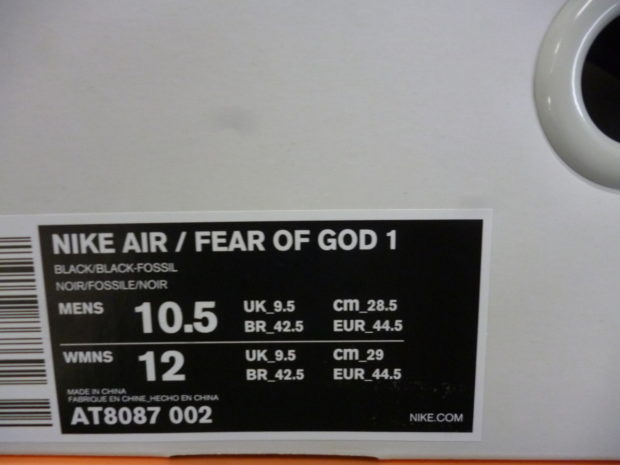 NIKE AIR / FEAR OF GOD 1
BLACK/BLACK-FOSSIL
NOIR/FOSSILE/NOIR
MENS 10.5 UK_9.5 cm_28.5
BR_42.5 EUR_44.5
WMNS 12 UK_9.5 cm_29
BR_42.5 EUR_44.5
MADE IN CHINA
FABRIQUE EN CHINE_HECHO EN CHINA
AT8087 002 NIKE.COM